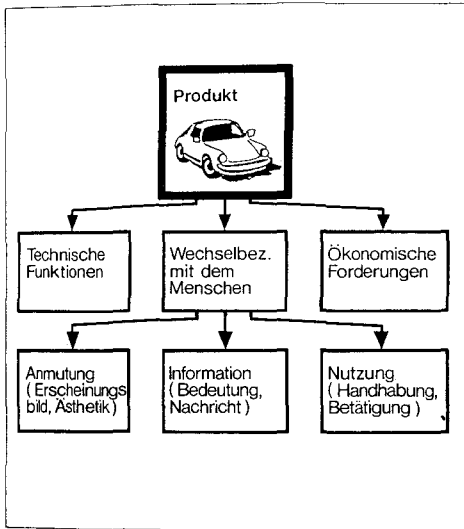 Produkt
Technische
Funktionen
Wechselbez.
mit dem
Menschen
Ökonomische
Forderungen
Anmutung
(Erscheinungs
bild, Ästhetik)
Information
(Bedeutung,
Nachricht)
Nutzung
(Handhabung,
Betätigung)